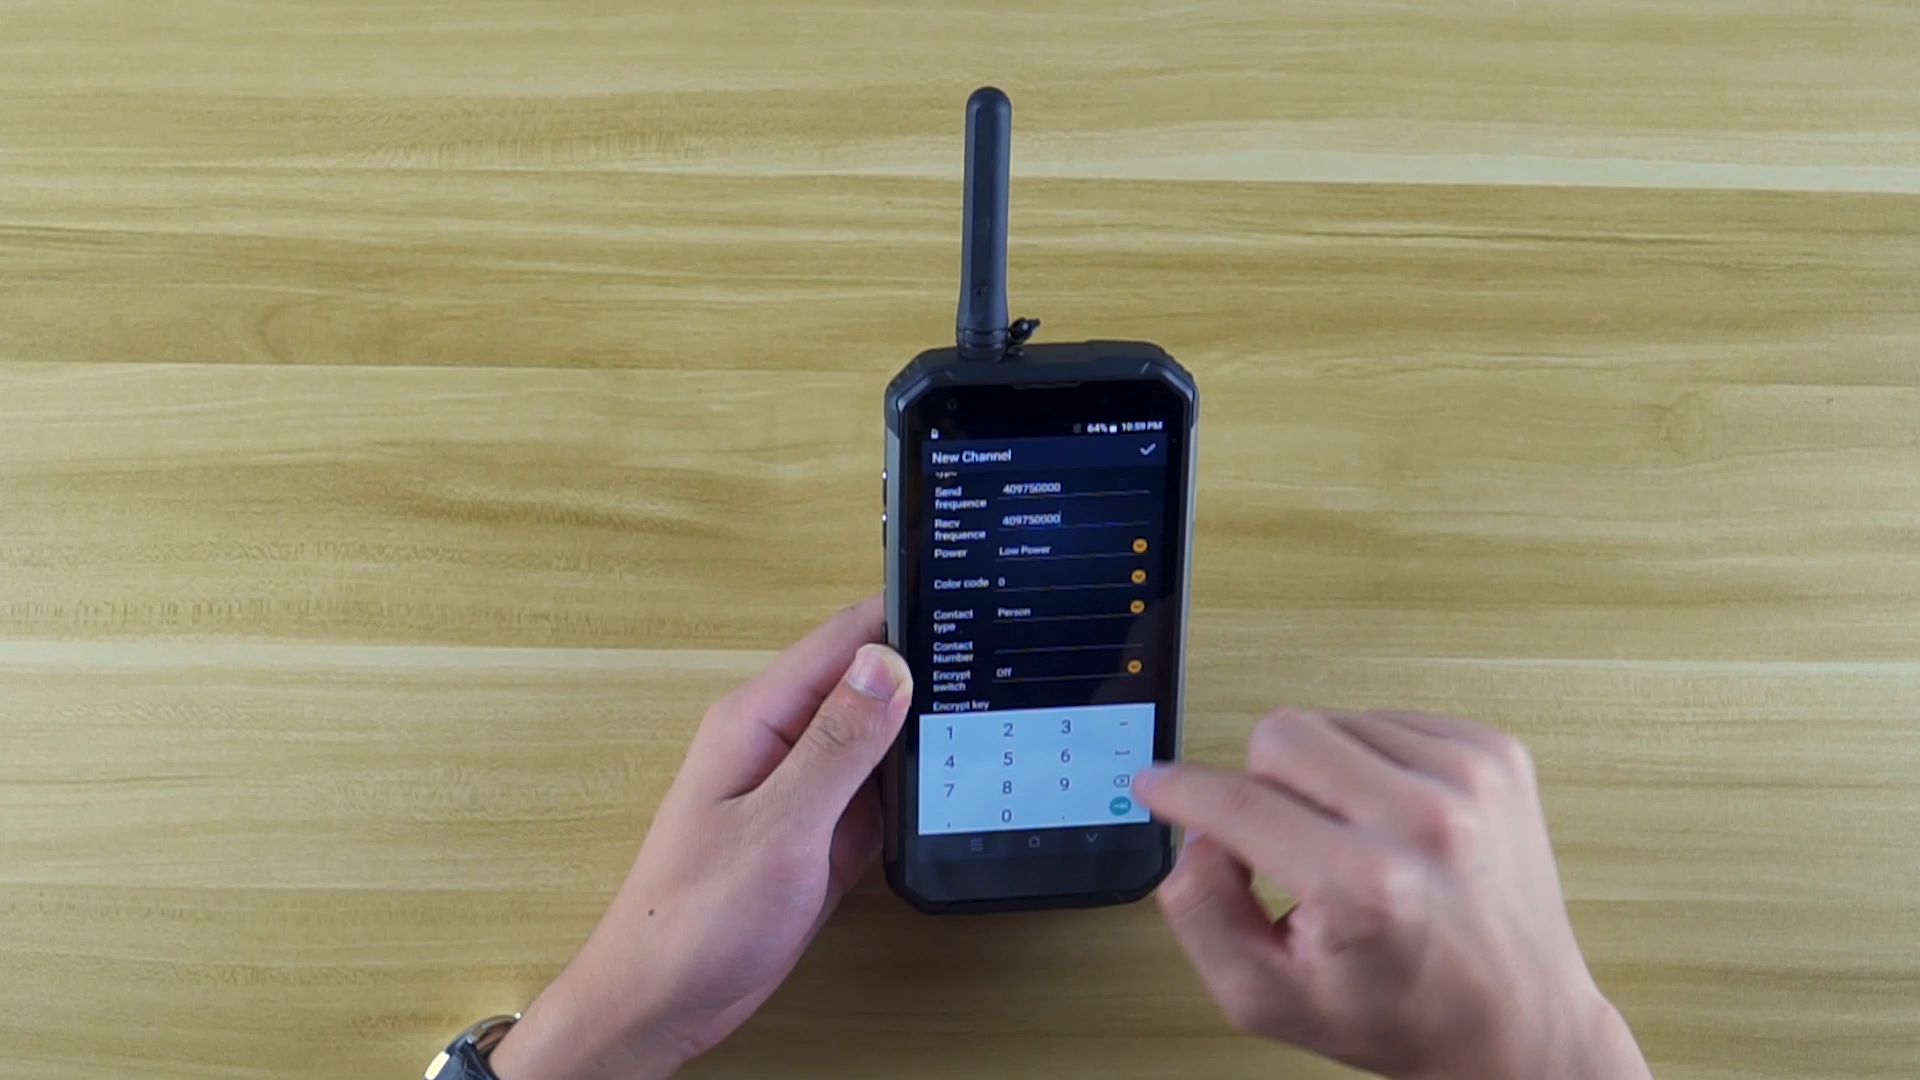 64% 10:59 PM
New Channel
Send frequence 409750000
Recv frequence 409750000
Power Low Power
Color code 0
Contact type Person
Contact Number
Encrypt switch Off
Encrypt key
1 2 3 -
4 5 6
7 8 9
, 0 .